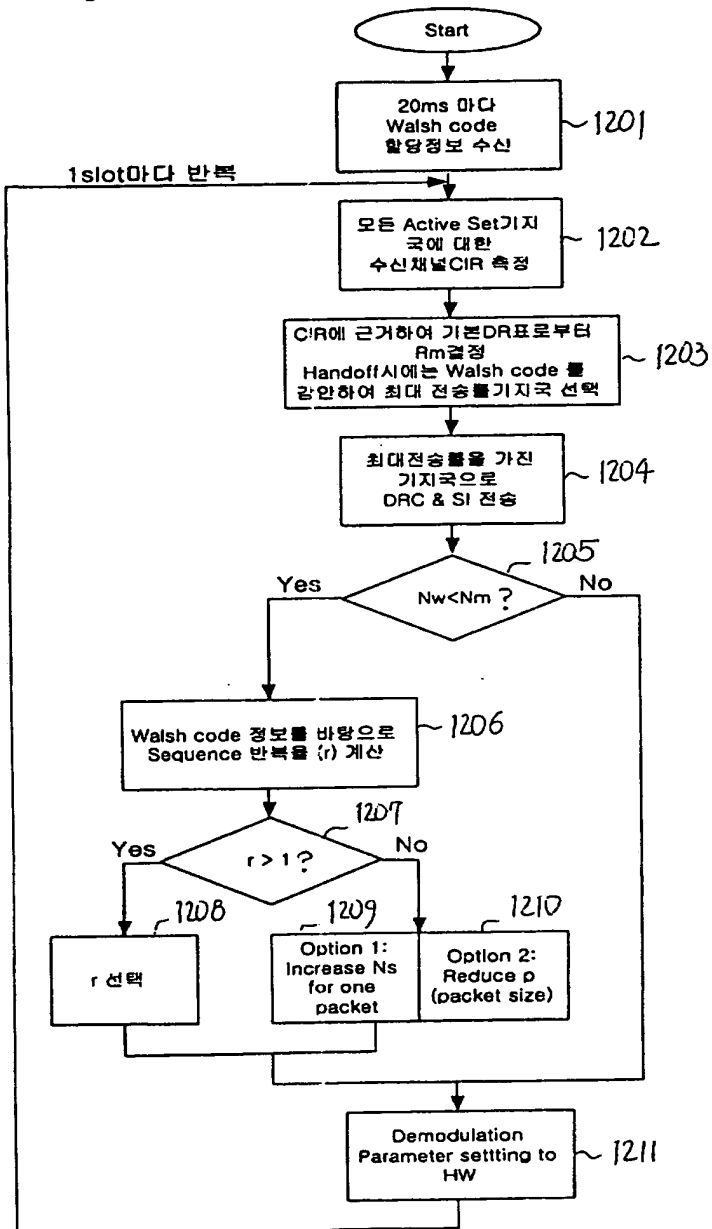 Start
20ms 마다
Walsh code
할당정보 수신
1201
1slot마다 반복
모든 Active Set기지
국에 대한
수신채널CIR 측정
1202
CIR에 근거하여 기본DR표로부터
Rm결정
Handoff시에는 Walsh code 를
감안하여 최대 전송률기지국 선택
1203
최대전송률을 가진
기지국으로
DRC & SI 전송
1204
1205
Yes
Nw<Nm ?
No
Walsh code 정보를 바탕으로
Sequence 반복율 (r) 계산
1206
1207
Yes
r > 1 ?
No
1208
r 선택
1209
Option 1:
Increase Ns
for one
packet
1210
Option 2:
Reduce p
(packet size)
Demodulation
Parameter settting to
HW
1211